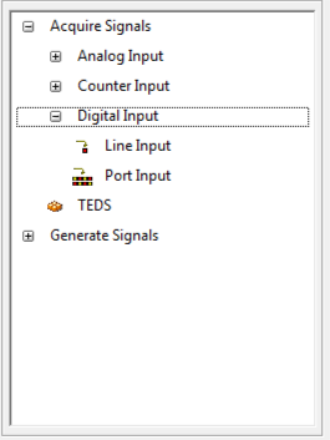 Acquire Signals
Analog Input
Counter Input
Digital Input
Line Input
Port Input
TEDS
Generate Signals